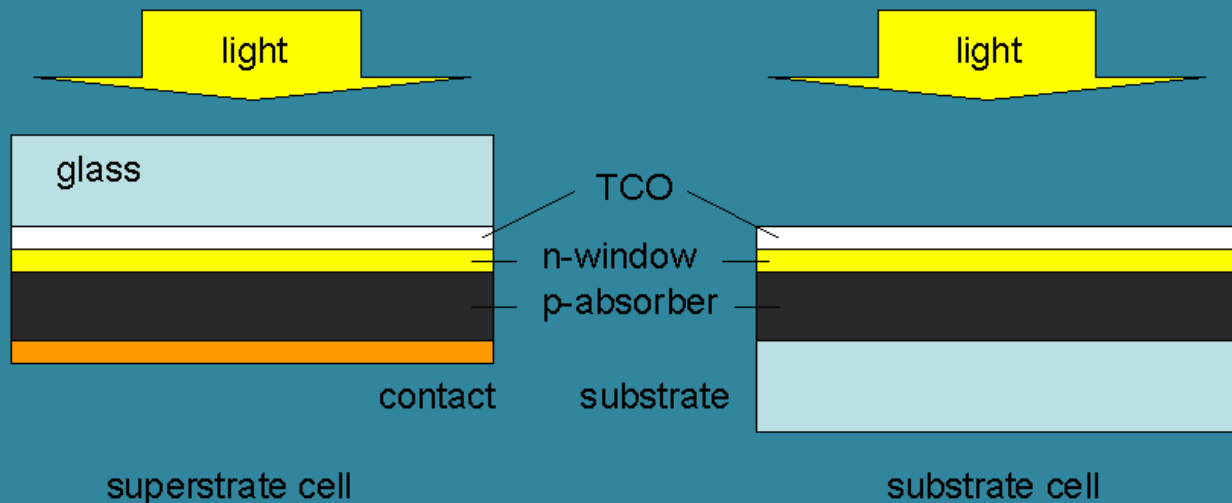 light
light
glass
TCO
n-window
p-absorber
contact
substrate
superstrate cell
substrate cell